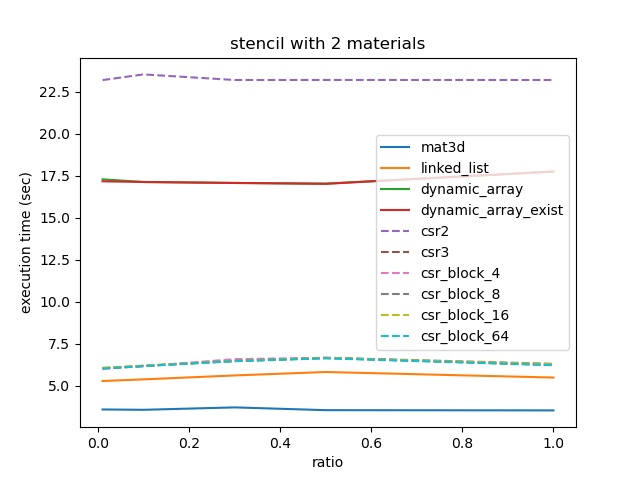 stencil with 2 materials
22.5
20.0
17.5
15.0
12.5
10.0
7.5
5.0
execution time (sec)
mat3d
linked_list
dynamic_array
dynamic_array_exist
csr2
csr3
csr_block_4
csr_block_8
csr_block_16
csr_block_64
0.0 0.2 0.4 0.6 0.8 1.0
ratio